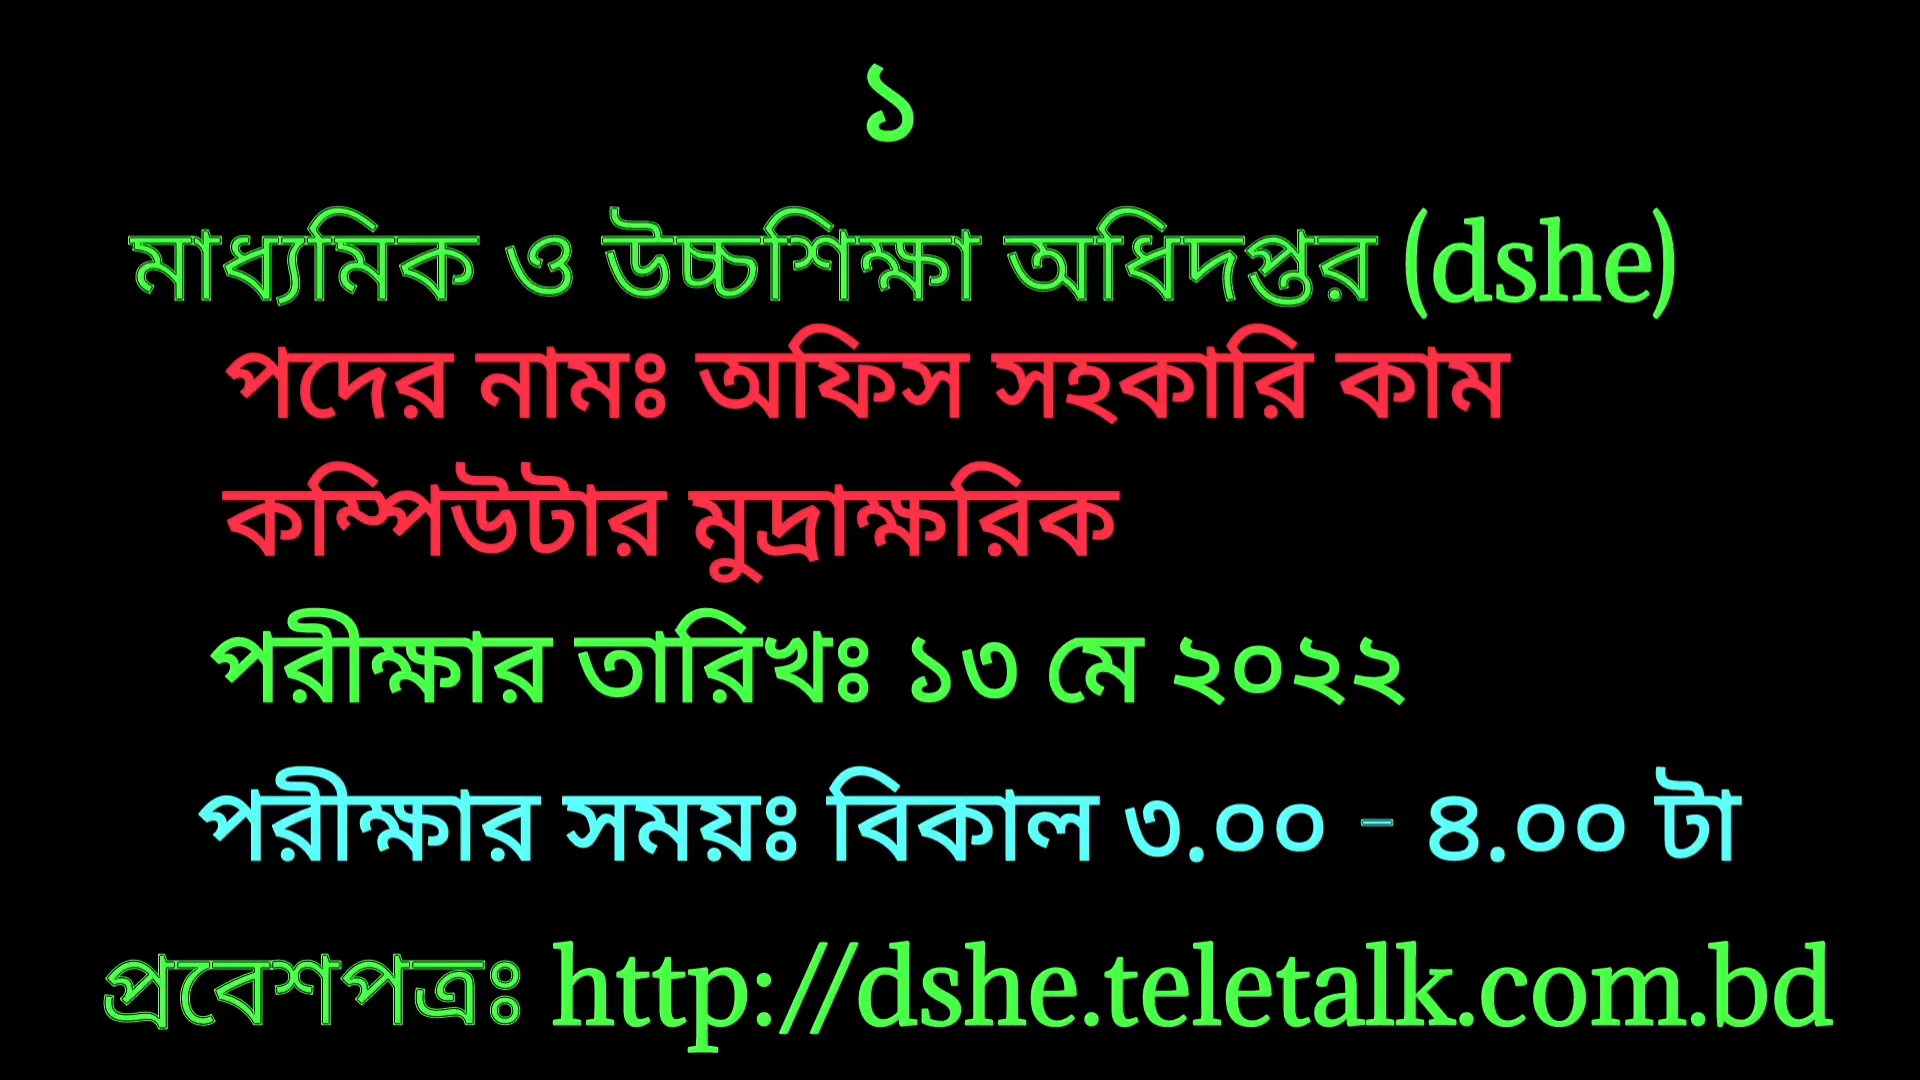 ১
মাধ্যমিক ও উচ্চশিক্ষা অধিদপ্তর (dshe)
পদের নামঃ অফিস সহকারি কাম
কম্পিউটার মুদ্রাক্ষরিক
পরীক্ষার তারিখঃ ১৩ মে ২০২২
পরীক্ষার সময়ঃ বিকাল ৩.০০ - ৪.০০ টা
প্রবেশপত্রঃ http://dshe.teletalk.com.bd